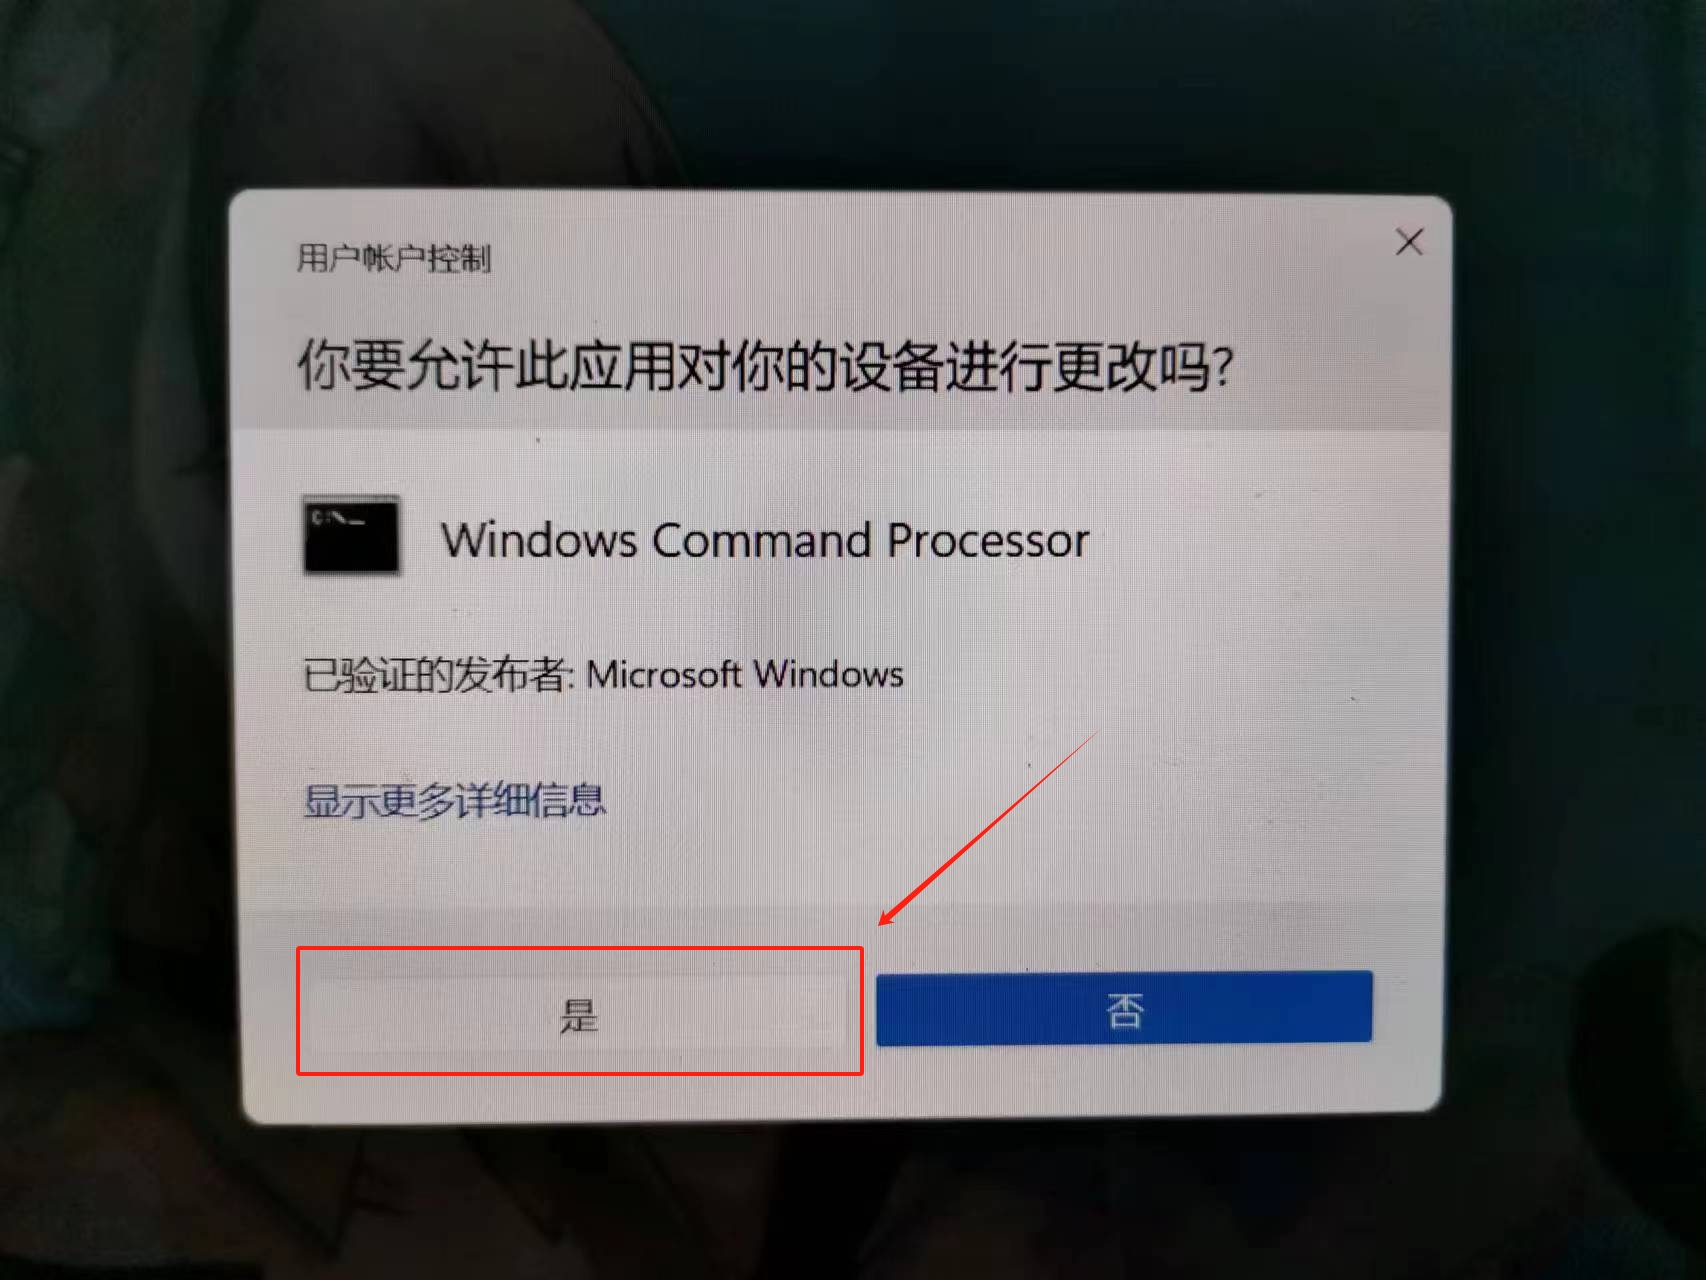 用户帐户控制
你要允许此应用对你的设备进行更改吗?
C:\_
Windows Command Processor
已验证的发布者: Microsoft Windows
显示更多详细信息
是
否